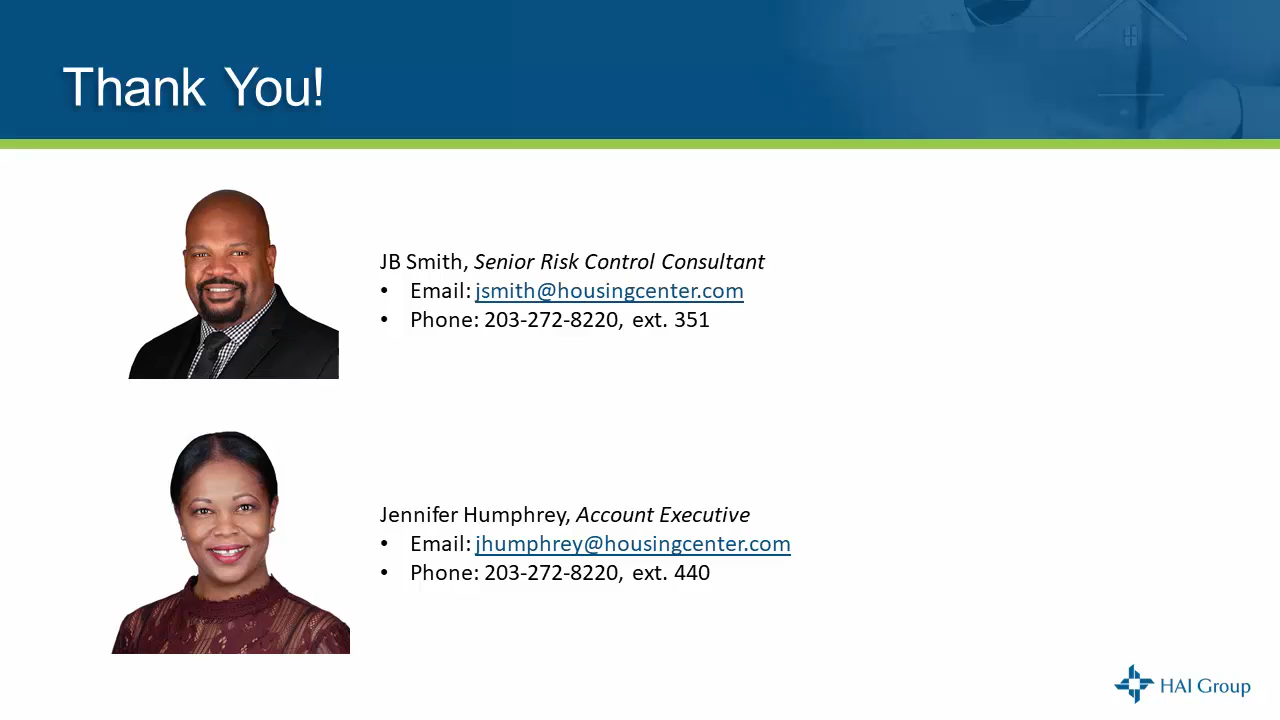 Thank You!
JB Smith, Senior Risk Control Consultant
• Email: jsmith@housingcenter.com
• Phone: 203-272-8220, ext. 351
Jennifer Humphrey, Account Executive
• Email: jhumphrey@housingcenter.com
• Phone: 203-272-8220, ext. 440
HAI Group